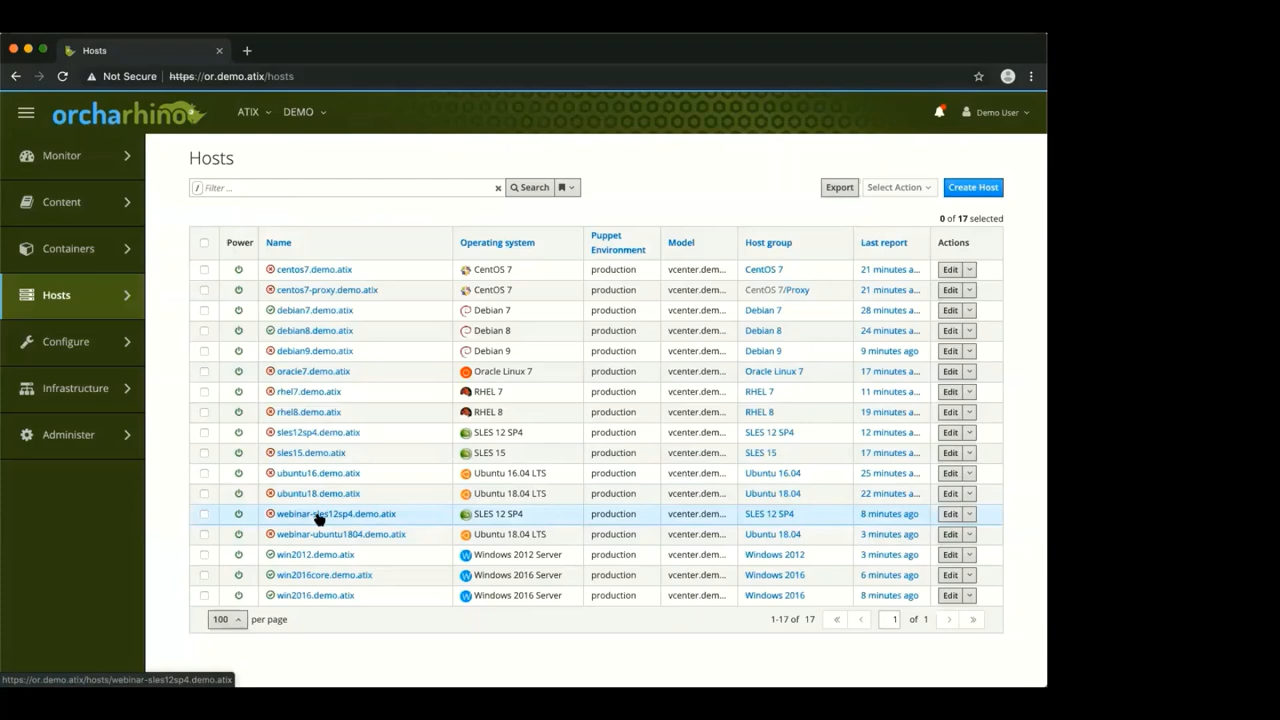 Hosts
Not Secure | https://or.demo.atix/hosts
orcharhino ATIX DEMO Demo User
Monitor
Content
Containers
Hosts
Configure
Infrastructure
Administer
Hosts
/ Filter ... Search Export Select Action Create Host
0 of 17 selected
Power Name Operating system Puppet Environment Model Host group Last report Actions
centos7.demo.atix CentOS 7 production vcenter.dem... CentOS 7 21 minutes a... Edit
centos7-proxy.demo.atix CentOS 7 production vcenter.dem... CentOS 7/Proxy 21 minutes a... Edit
debian7.demo.atix Debian 7 production vcenter.dem... Debian 7 28 minutes a... Edit
debian8.demo.atix Debian 8 production vcenter.dem... Debian 8 24 minutes a... Edit
debian9.demo.atix Debian 9 production vcenter.dem... Debian 9 9 minutes ago Edit
oracle7.demo.atix Oracle Linux 7 production vcenter.dem... Oracle Linux 7 17 minutes a... Edit
rhel7.demo.atix RHEL 7 production vcenter.dem... RHEL 7 11 minutes a... Edit
rhel8.demo.atix RHEL 8 production vcenter.dem... RHEL 8 19 minutes a... Edit
sles12sp4.demo.atix SLES 12 SP4 production vcenter.dem... SLES 12 SP4 12 minutes a... Edit
sles15.demo.atix SLES 15 production vcenter.dem... SLES 15 17 minutes a... Edit
ubuntu16.demo.atix Ubuntu 16.04 LTS production vcenter.dem... Ubuntu 16.04 25 minutes a... Edit
ubuntu18.demo.atix Ubuntu 18.04 LTS production vcenter.dem... Ubuntu 18.04 22 minutes a... Edit
webinar-sles12sp4.demo.atix SLES 12 SP4 production vcenter.dem... SLES 12 SP4 8 minutes ago Edit
webinar-ubuntu1804.demo.atix Ubuntu 18.04 LTS production vcenter.dem... Ubuntu 18.04 3 minutes ago Edit
win2012.demo.atix Windows 2012 Server production vcenter.dem... Windows 2012 3 minutes ago Edit
win2016core.demo.atix Windows 2016 Server production vcenter.dem... Windows 2016 6 minutes ago Edit
win2016.demo.atix Windows 2016 Server production vcenter.dem... Windows 2016 8 minutes ago Edit
100 per page 1-17 of 17 « ‹ 1 of 1 › »
https://or.demo.atix/hosts/webinar-sles12sp4.demo.atix